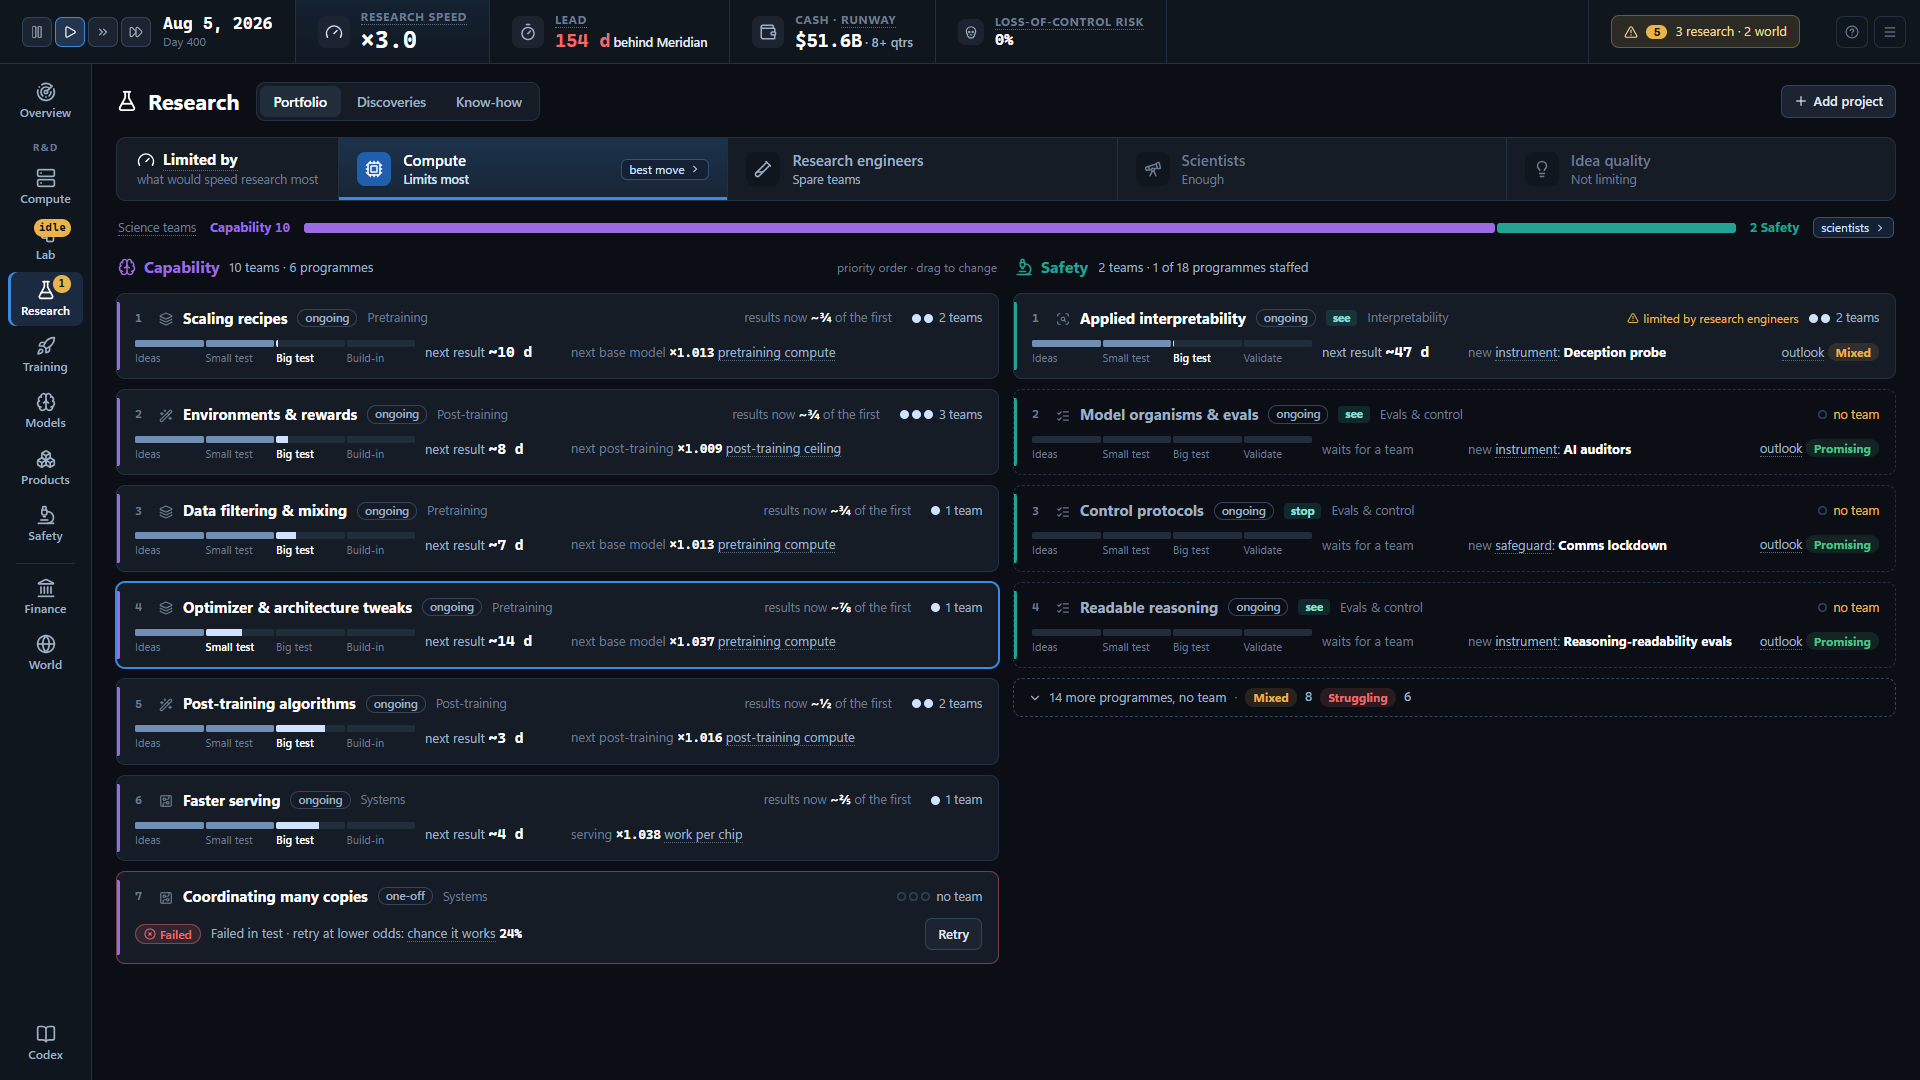 Aug 5, 2026
Day 400
RESEARCH SPEED
×3.0
LEAD
154 d behind Meridian
CASH · RUNWAY
$51.6B · 8+ qtrs
LOSS-OF-CONTROL RISK
0%
5 3 research · 2 world
Overview
R&D
Compute
idle
Lab
1
Research
Training
Models
Products
Safety
Finance
World
Codex
Research
Portfolio Discoveries Know-how
+ Add project
Limited by
what would speed research most
Compute
Limits most
best move >
Research engineers
Spare teams
Scientists
Enough
Idea quality
Not limiting
Science teams Capability 10 2 Safety scientists >
Capability 10 teams · 6 programmes priority order · drag to change
1 Scaling recipes ongoing Pretraining results now ~¾ of the first 2 teams
Ideas Small test Big test Build-in next result ~10 d next base model ×1.013 pretraining compute
2 Environments & rewards ongoing Post-training results now ~¾ of the first 3 teams
Ideas Small test Big test Build-in next result ~8 d next post-training ×1.009 post-training ceiling
3 Data filtering & mixing ongoing Pretraining results now ~¾ of the first 1 team
Ideas Small test Big test Build-in next result ~7 d next base model ×1.013 pretraining compute
4 Optimizer & architecture tweaks ongoing Pretraining results now ~⅞ of the first 1 team
Ideas Small test Big test Build-in next result ~14 d next base model ×1.037 pretraining compute
5 Post-training algorithms ongoing Post-training results now ~½ of the first 2 teams
Ideas Small test Big test Build-in next result ~3 d next post-training ×1.016 post-training compute
6 Faster serving ongoing Systems results now ~⅖ of the first 1 team
Ideas Small test Big test Build-in next result ~4 d serving ×1.038 work per chip
7 Coordinating many copies one-off Systems no team
Failed Failed in test · retry at lower odds: chance it works 24% Retry
Safety 2 teams · 1 of 18 programmes staffed
1 Applied interpretability ongoing see Interpretability limited by research engineers 2 teams
Ideas Small test Big test Validate next result ~47 d new instrument: Deception probe outlook Mixed
2 Model organisms & evals ongoing see Evals & control no team
Ideas Small test Big test Validate waits for a team new instrument: AI auditors outlook Promising
3 Control protocols ongoing stop Evals & control no team
Ideas Small test Big test Validate waits for a team new safeguard: Comms lockdown outlook Promising
4 Readable reasoning ongoing see Evals & control no team
Ideas Small test Big test Validate waits for a team new instrument: Reasoning-readability evals outlook Promising
14 more programmes, no team · Mixed 8 Struggling 6